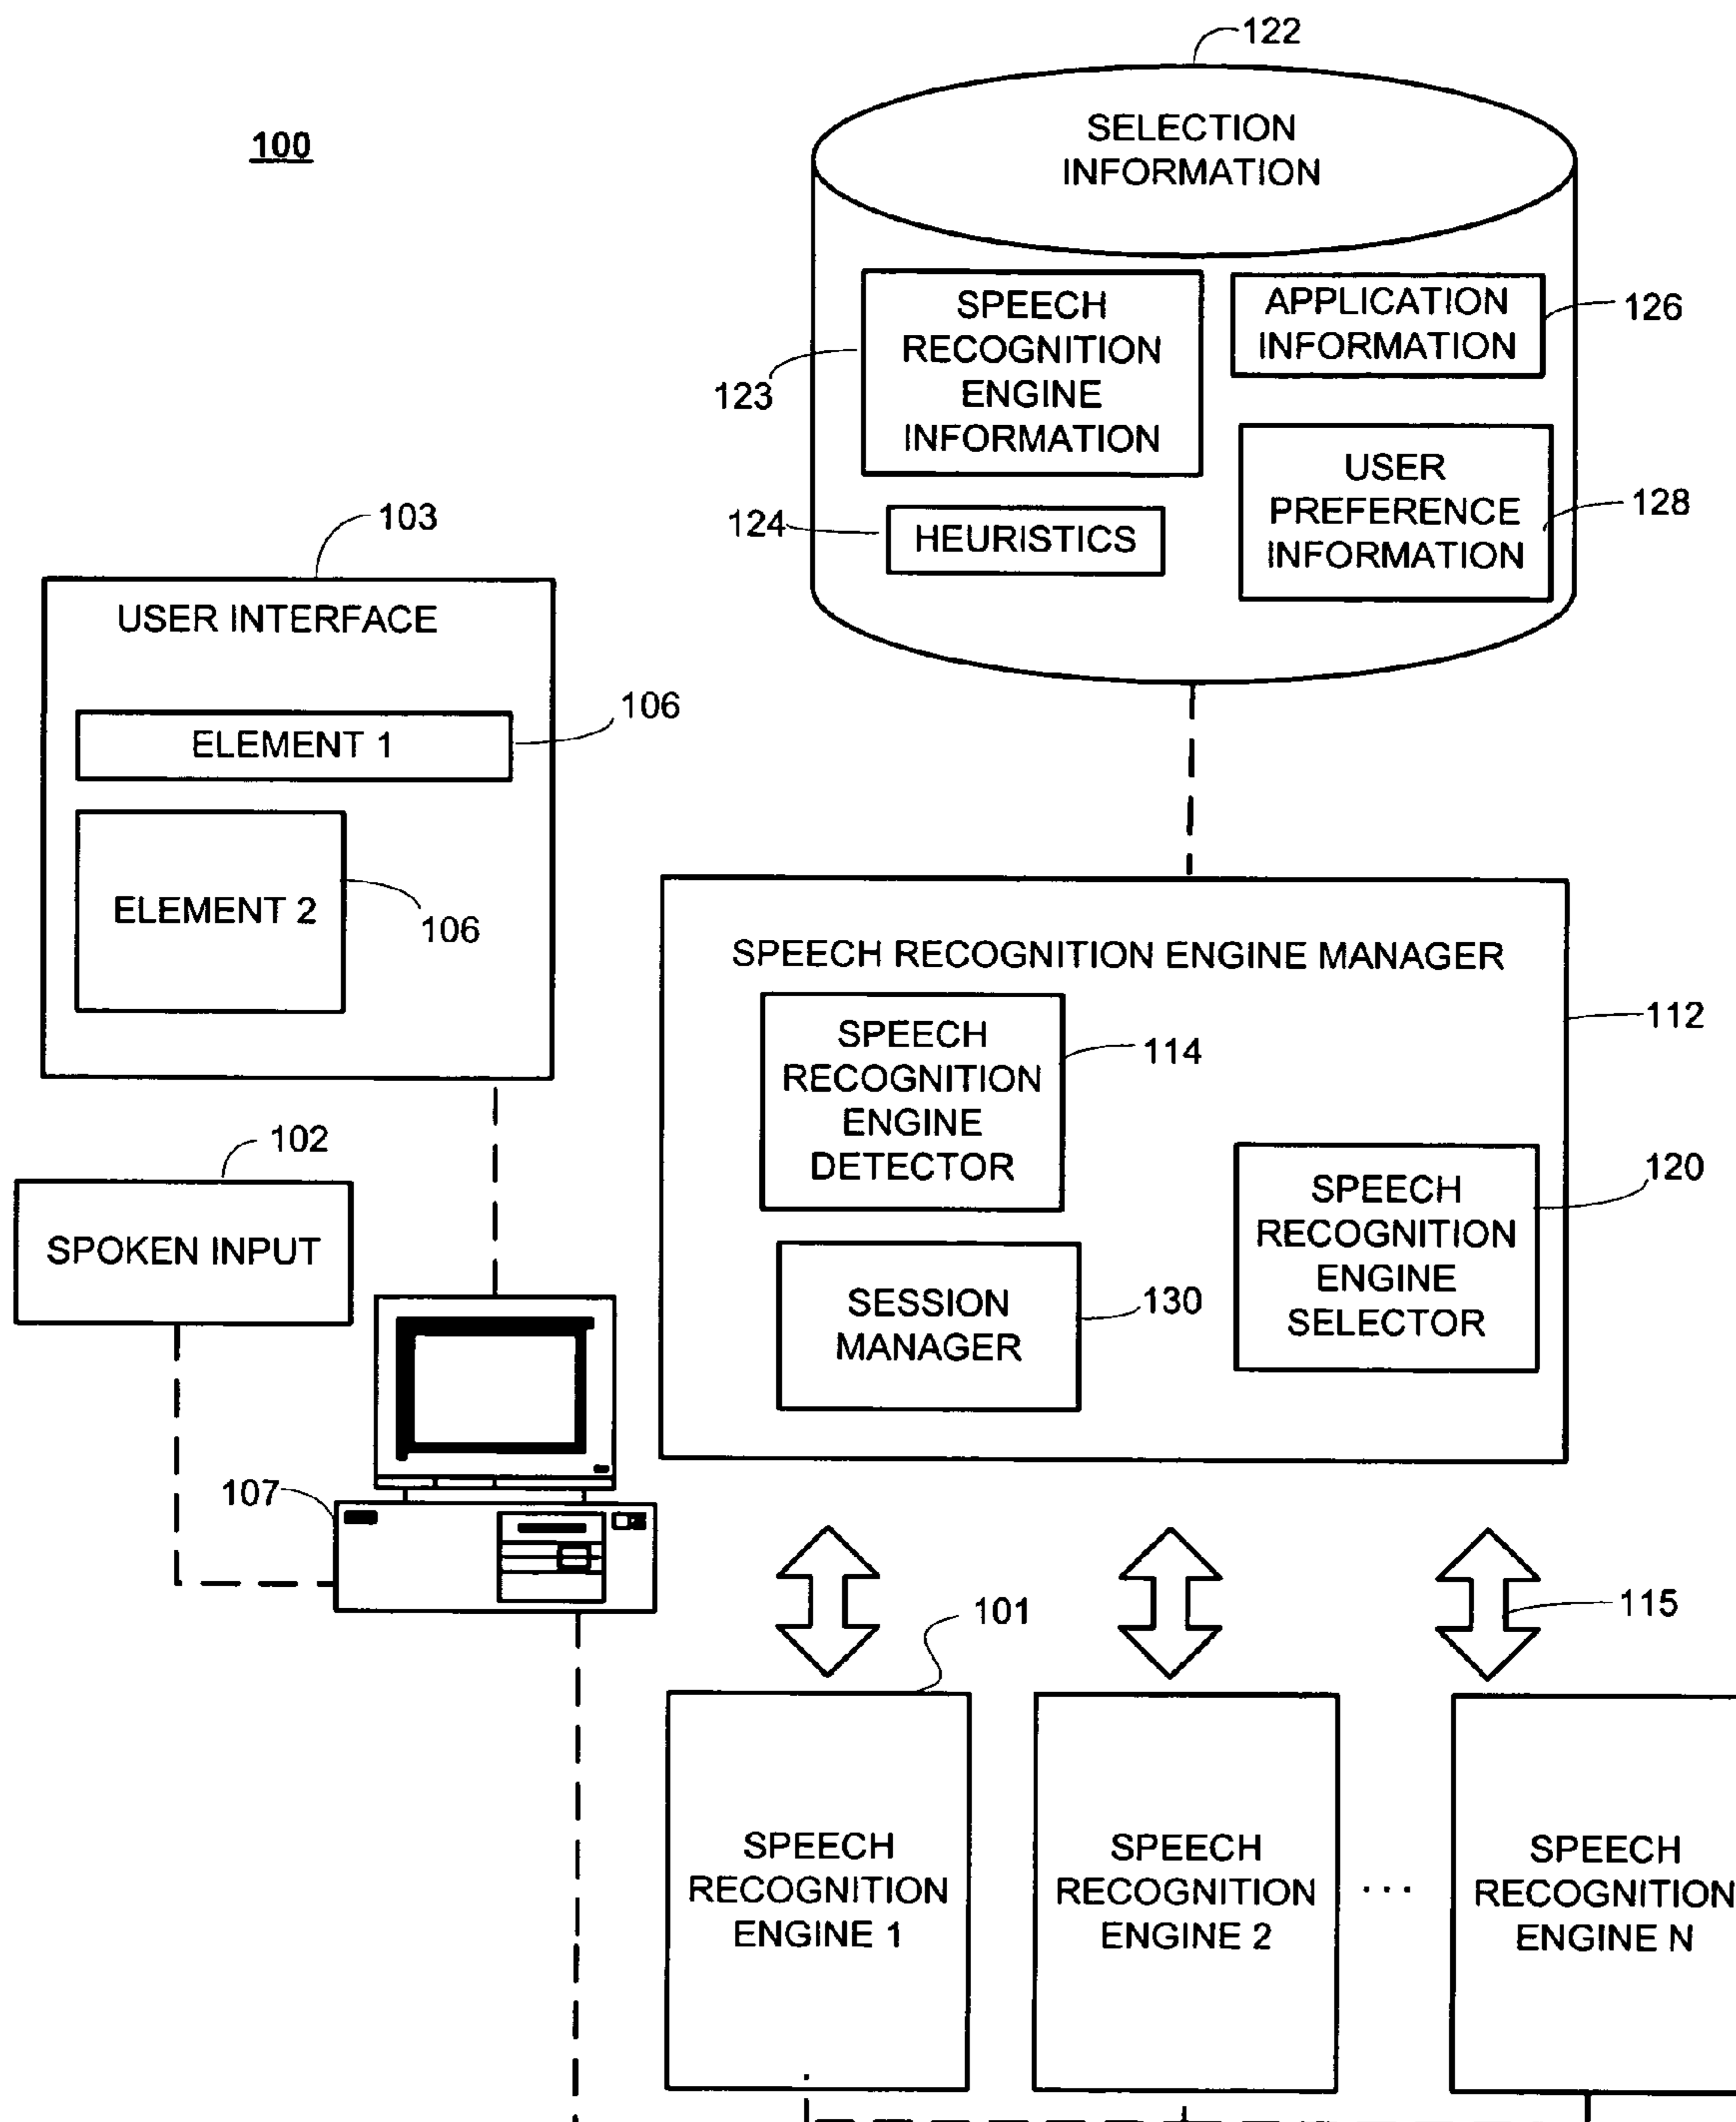 100
122
SELECTION
INFORMATION
SPEECH
RECOGNITION
ENGINE
INFORMATION
123
APPLICATION
INFORMATION
126
HEURISTICS
124
USER
PREFERENCE
INFORMATION
128
103
USER INTERFACE
ELEMENT 1
106
ELEMENT 2
106
SPEECH RECOGNITION ENGINE MANAGER
112
SPEECH
RECOGNITION
ENGINE
DETECTOR
114
SESSION
MANAGER
130
SPEECH
RECOGNITION
ENGINE
SELECTOR
120
102
SPOKEN INPUT
107
115
101
SPEECH
RECOGNITION
ENGINE 1
SPEECH
RECOGNITION
ENGINE 2
...
SPEECH
RECOGNITION
ENGINE N